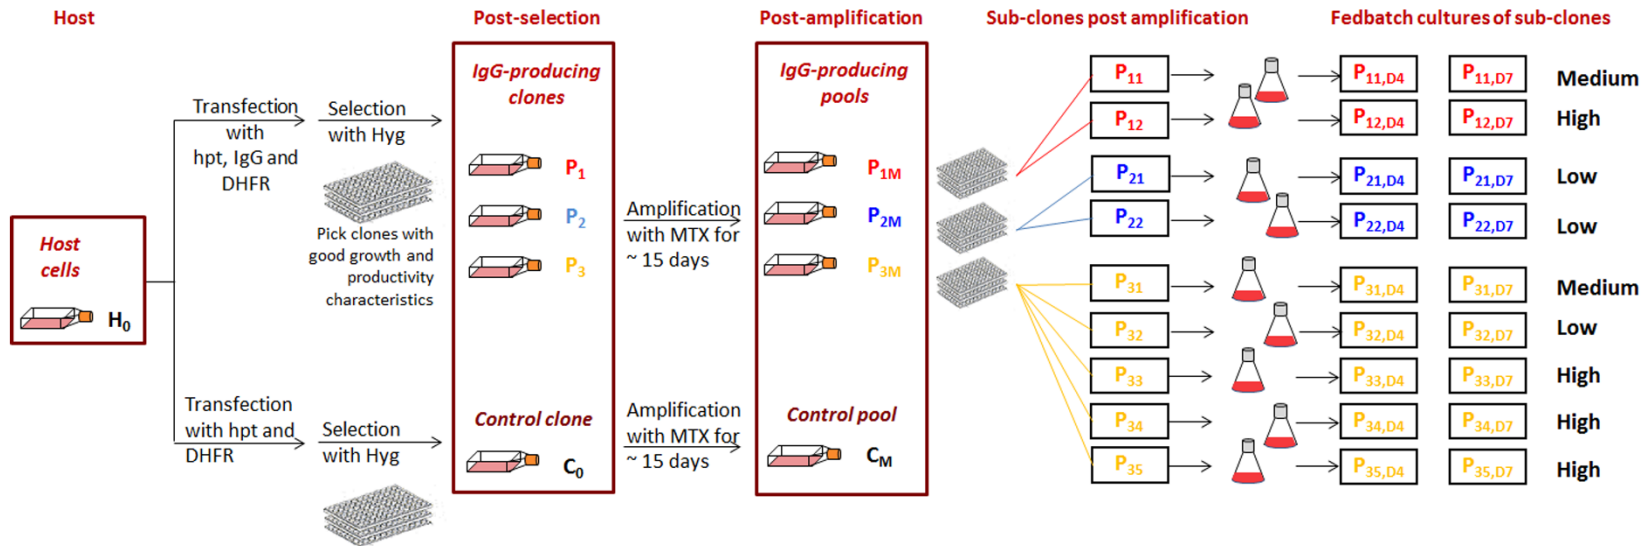 Host
Post-selection
Post-amplification
Sub-clones post amplification
Fedbatch cultures of sub-clones
Host
cells
H0
Transfection
with
hpt, IgG and
DHFR
Selection
with Hyg
Pick clones with
good growth and
productivity
characteristics
Transfection
with hpt and
DHFR
Selection
with Hyg
IgG-producing
clones
P1
P2
P3
Control clone
C0
Amplification
with MTX for
~ 15 days
Amplification
with MTX for
~ 15 days
IgG-producing
pools
P1M
P2M
P3M
Control pool
CM
P11 P11,D4 P11,D7 Medium
P12 P12,D4 P12,D7 High
P21 P21,D4 P21,D7 Low
P22 P22,D4 P22,D7 Low
P31 P31,D4 P31,D7 Medium
P32 P32,D4 P32,D7 Low
P33 P33,D4 P33,D7 High
P34 P34,D4 P34,D7 High
P35 P35,D4 P35,D7 High